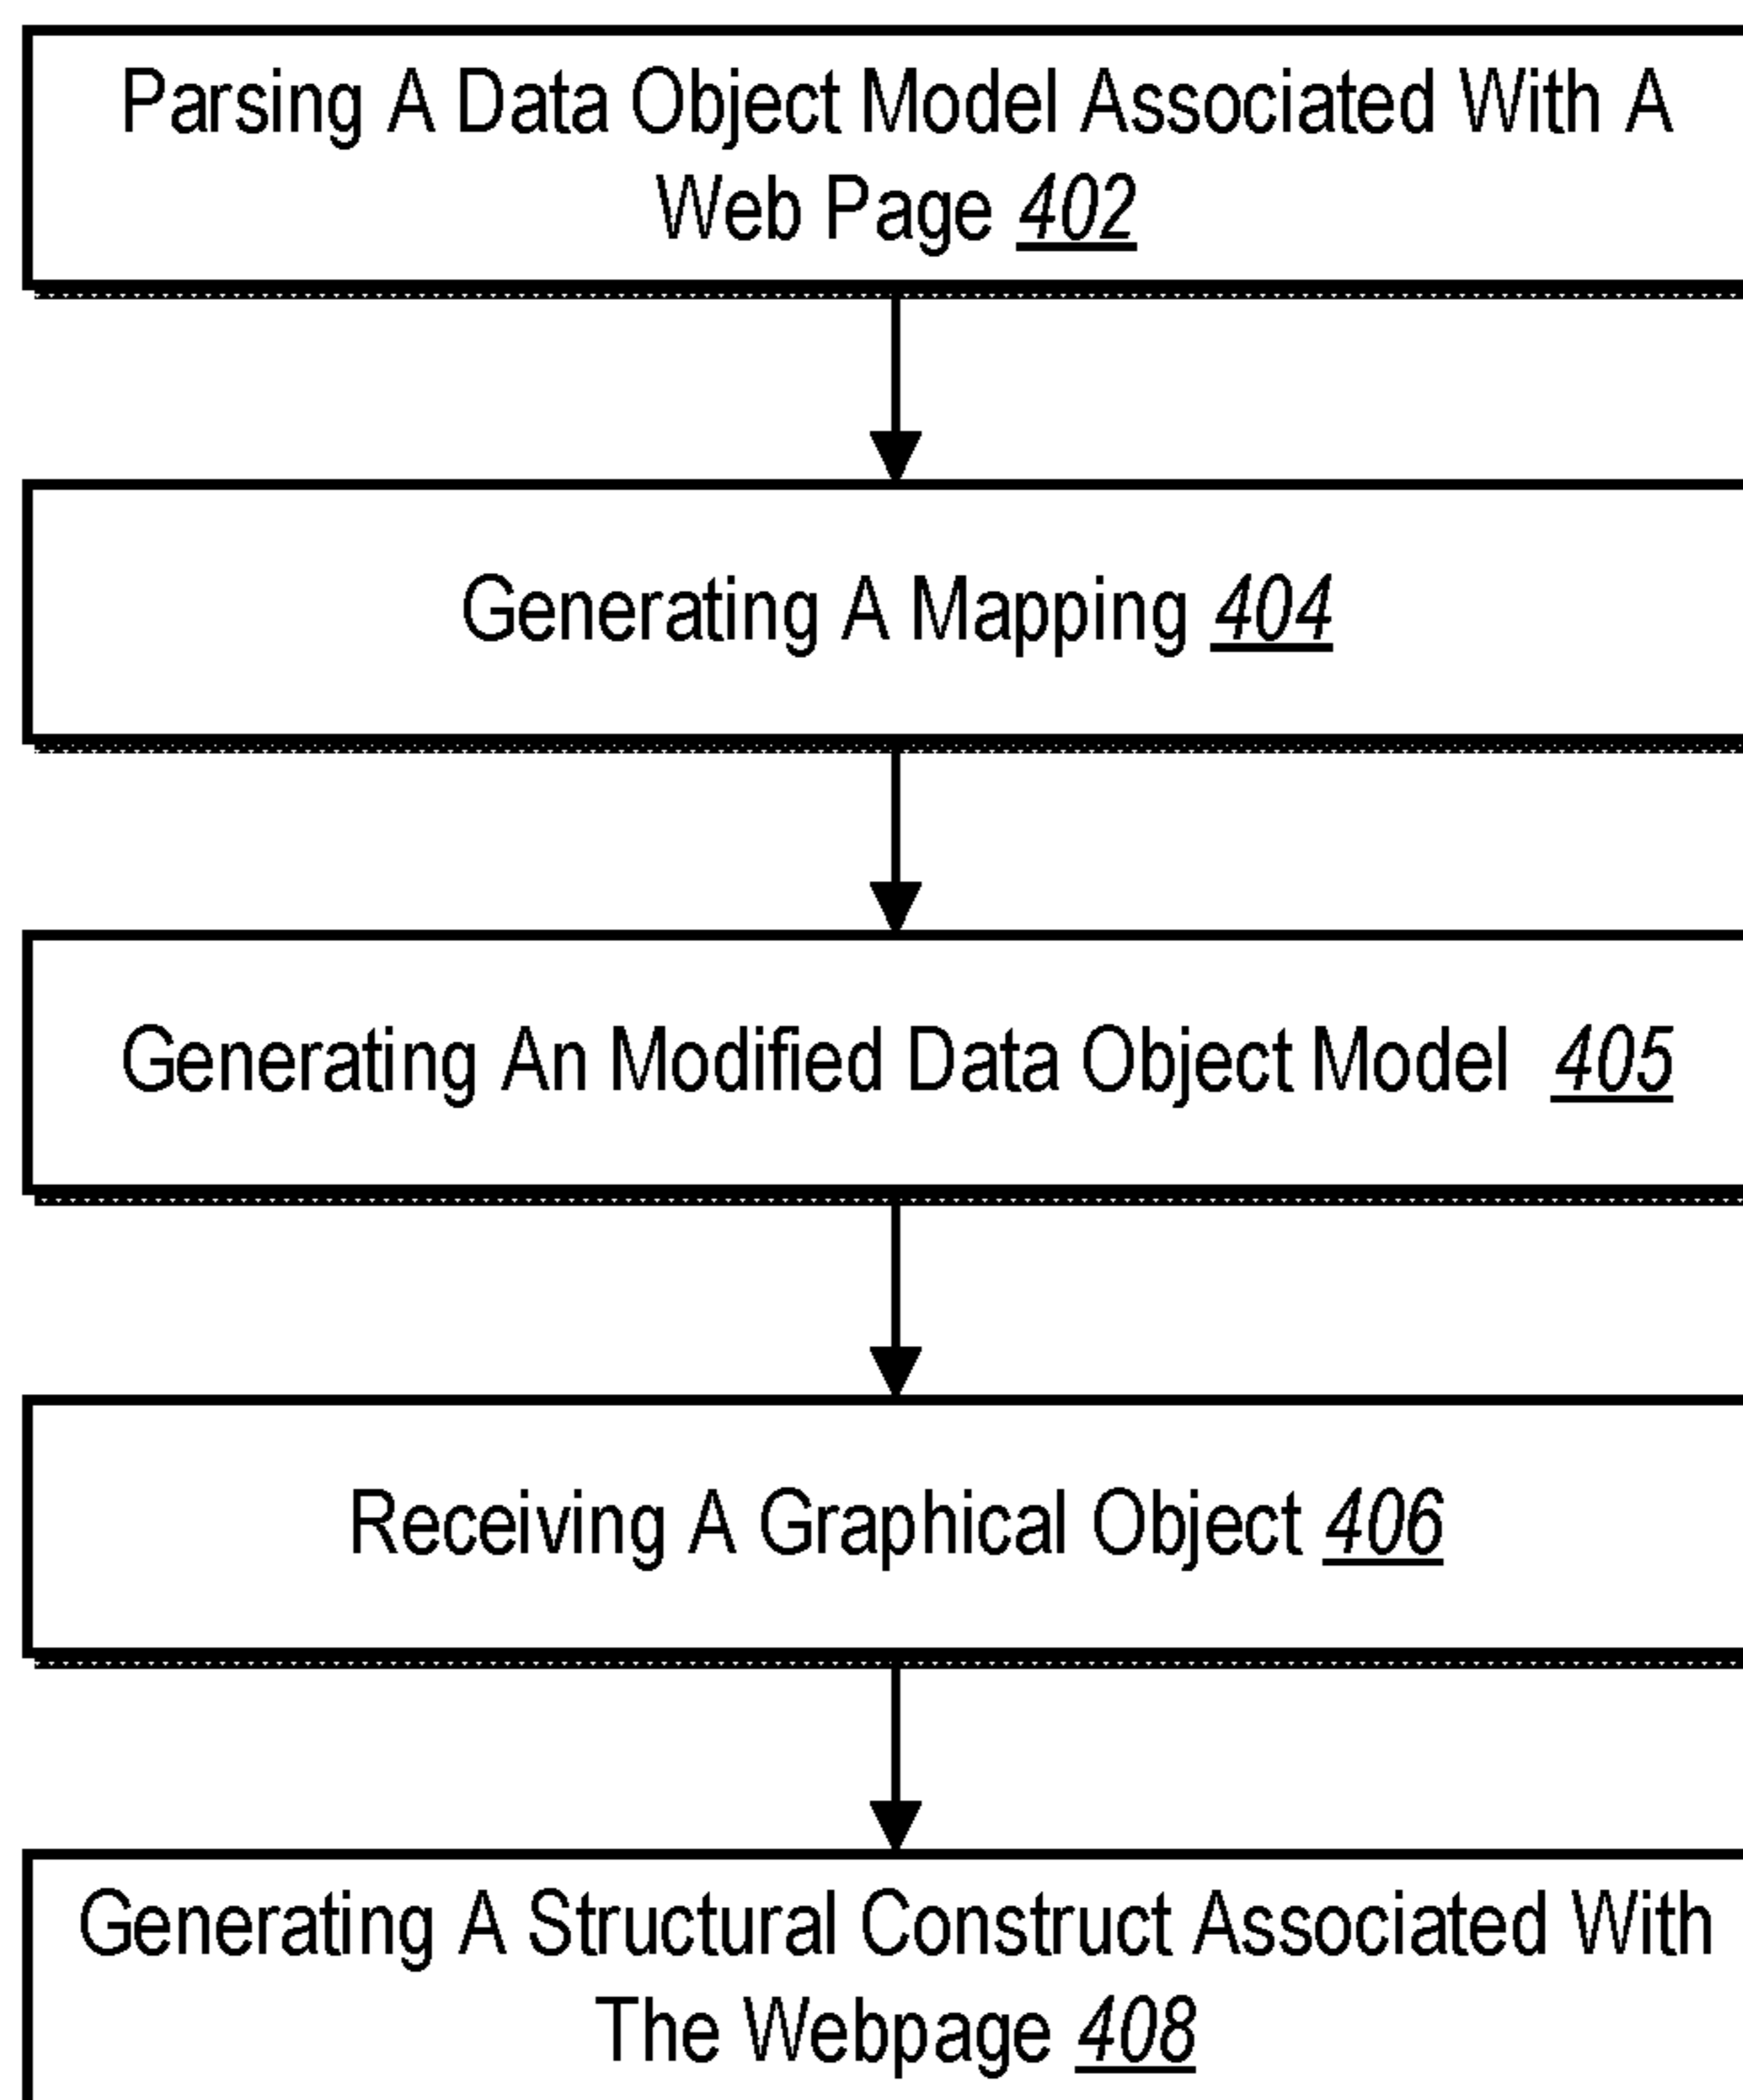 Parsing A Data Object Model Associated With A
Web Page 402
Generating A Mapping 404
Generating An Modified Data Object Model 405
Receiving A Graphical Object 406
Generating A Structural Construct Associated With
The Webpage 408